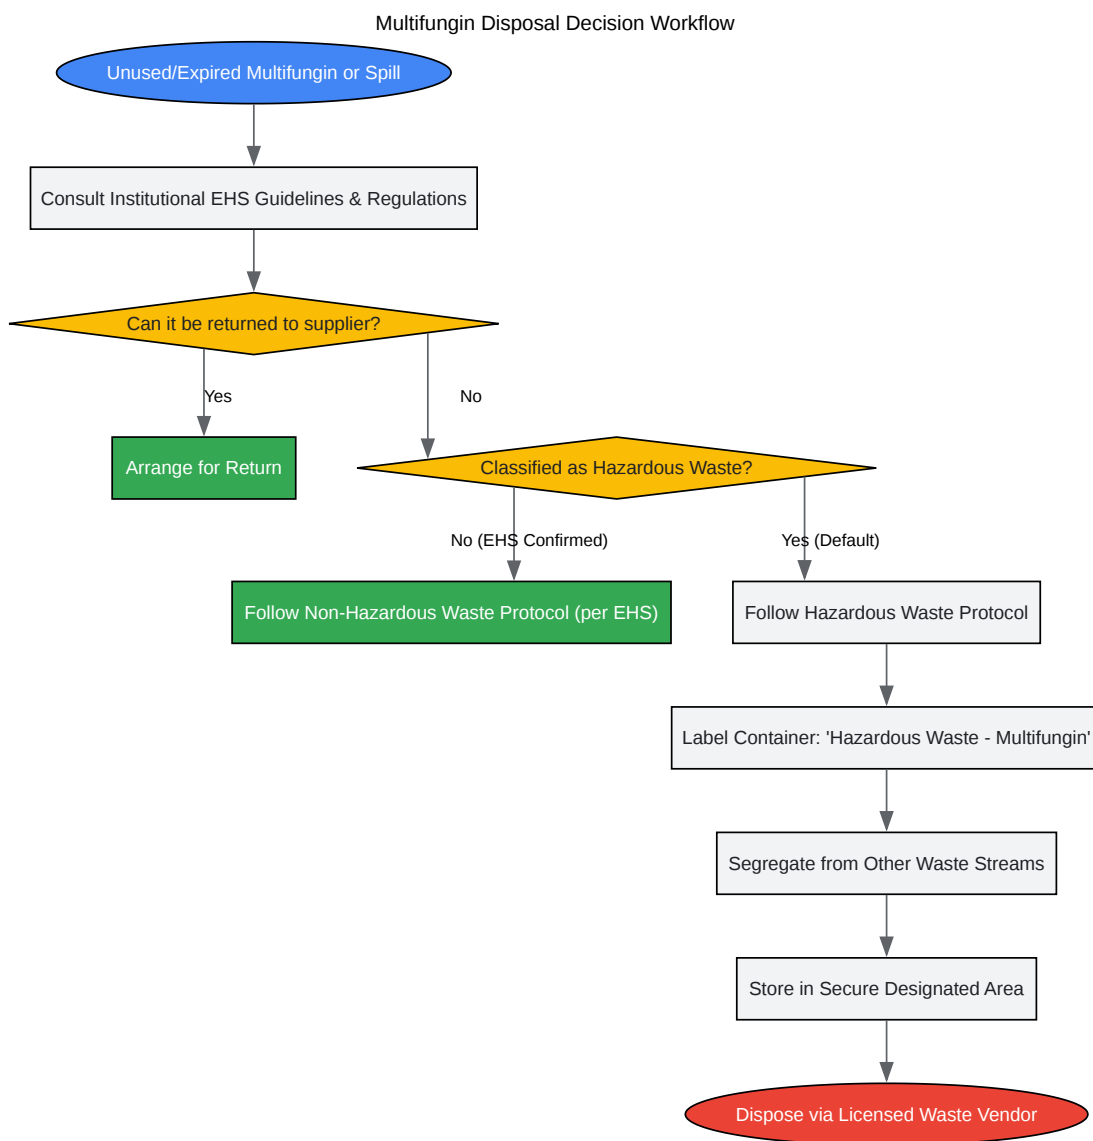 Multifungin Disposal Decision Workflow
Unused/Expired Multifungin or Spill
Consult Institutional EHS Guidelines & Regulations
Can it be returned to supplier?
Yes
No
Arrange for Return
Classified as Hazardous Waste?
No (EHS Confirmed)
Yes (Default)
Follow Non-Hazardous Waste Protocol (per EHS)
Follow Hazardous Waste Protocol
Label Container: 'Hazardous Waste - Multifungin'
Segregate from Other Waste Streams
Store in Secure Designated Area
Dispose via Licensed Waste Vendor